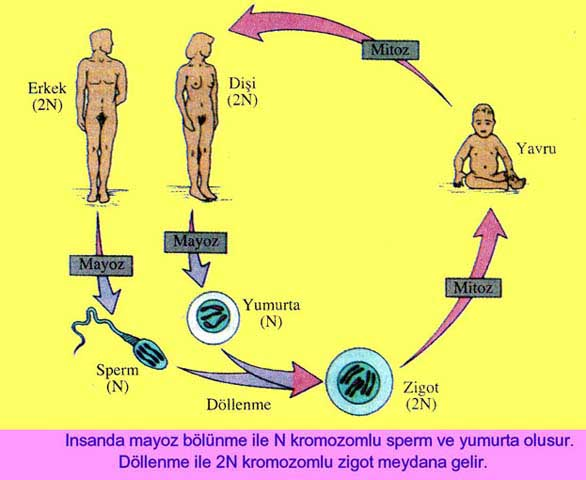 Mitoz
Erkek
(2N)
Dişi
(2N)
Yavru
Mayoz
Mayoz
Mitoz
Yumurta
(N)
Sperm
(N)
Döllenme
Zigot
(2N)
Insanda mayoz bölünme ile N kromozomlu sperm ve yumurta olusur.
Döllenme ile 2N kromozomlu zigot meydana gelir.